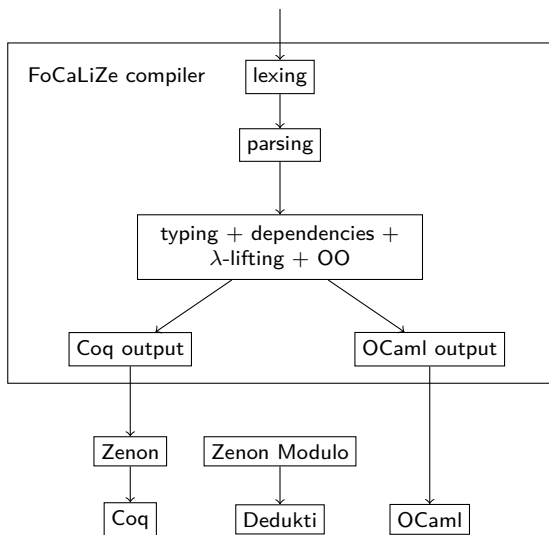 FoCaLiZe compiler
lexing
parsing
typing + dependencies +
λ-lifting + OO
Coq output
OCaml output
Zenon
Zenon Modulo
Coq
Dedukti
OCaml